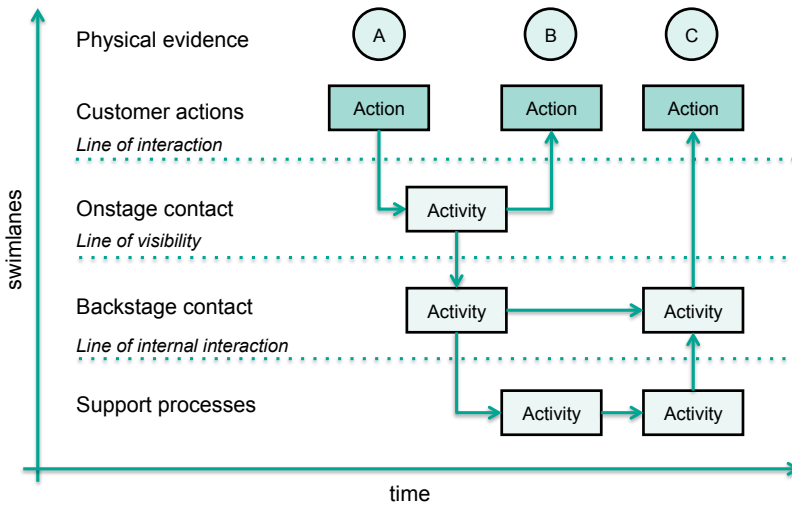 Physical evidence
A
B
C
Customer actions
Action
Action
Action
Line of interaction
Onstage contact
Activity
Line of visibility
Backstage contact
Activity
Activity
Line of internal interaction
Support processes
Activity
Activity
swimlanes
time